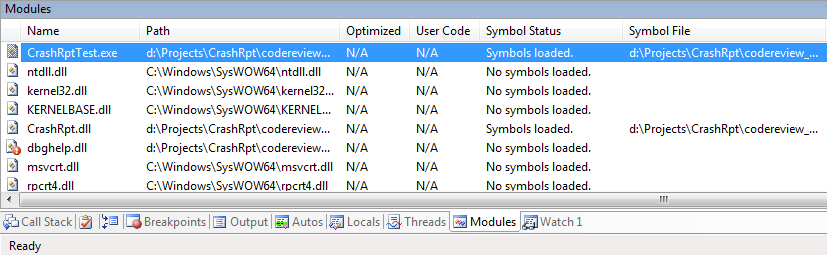 Modules
Name Path Optimized User Code Symbol Status Symbol File
CrashRptTest.exe d:\Projects\CrashRpt\codereview... N/A N/A Symbols loaded. d:\Projects\CrashRpt\codereview_...
ntdll.dll C:\Windows\SysWOW64\ntdll.dll N/A N/A No symbols loaded.
kernel32.dll C:\Windows\SysWOW64\kernel32... N/A N/A No symbols loaded.
KERNELBASE.dll C:\Windows\SysWOW64\KERNEL... N/A N/A No symbols loaded.
CrashRpt.dll d:\Projects\CrashRpt\codereview... N/A N/A Symbols loaded. d:\Projects\CrashRpt\codereview_...
dbghelp.dll C:\Windows\SysWOW64\dbghelp... N/A N/A No symbols loaded.
msvcrt.dll C:\Windows\SysWOW64\msvcrt.dll N/A N/A No symbols loaded.
rpcrt4.dll C:\Windows\SysWOW64\rpcrt4.dll N/A N/A No symbols loaded.
Call Stack Breakpoints Output Autos Locals Threads Modules Watch 1
Ready